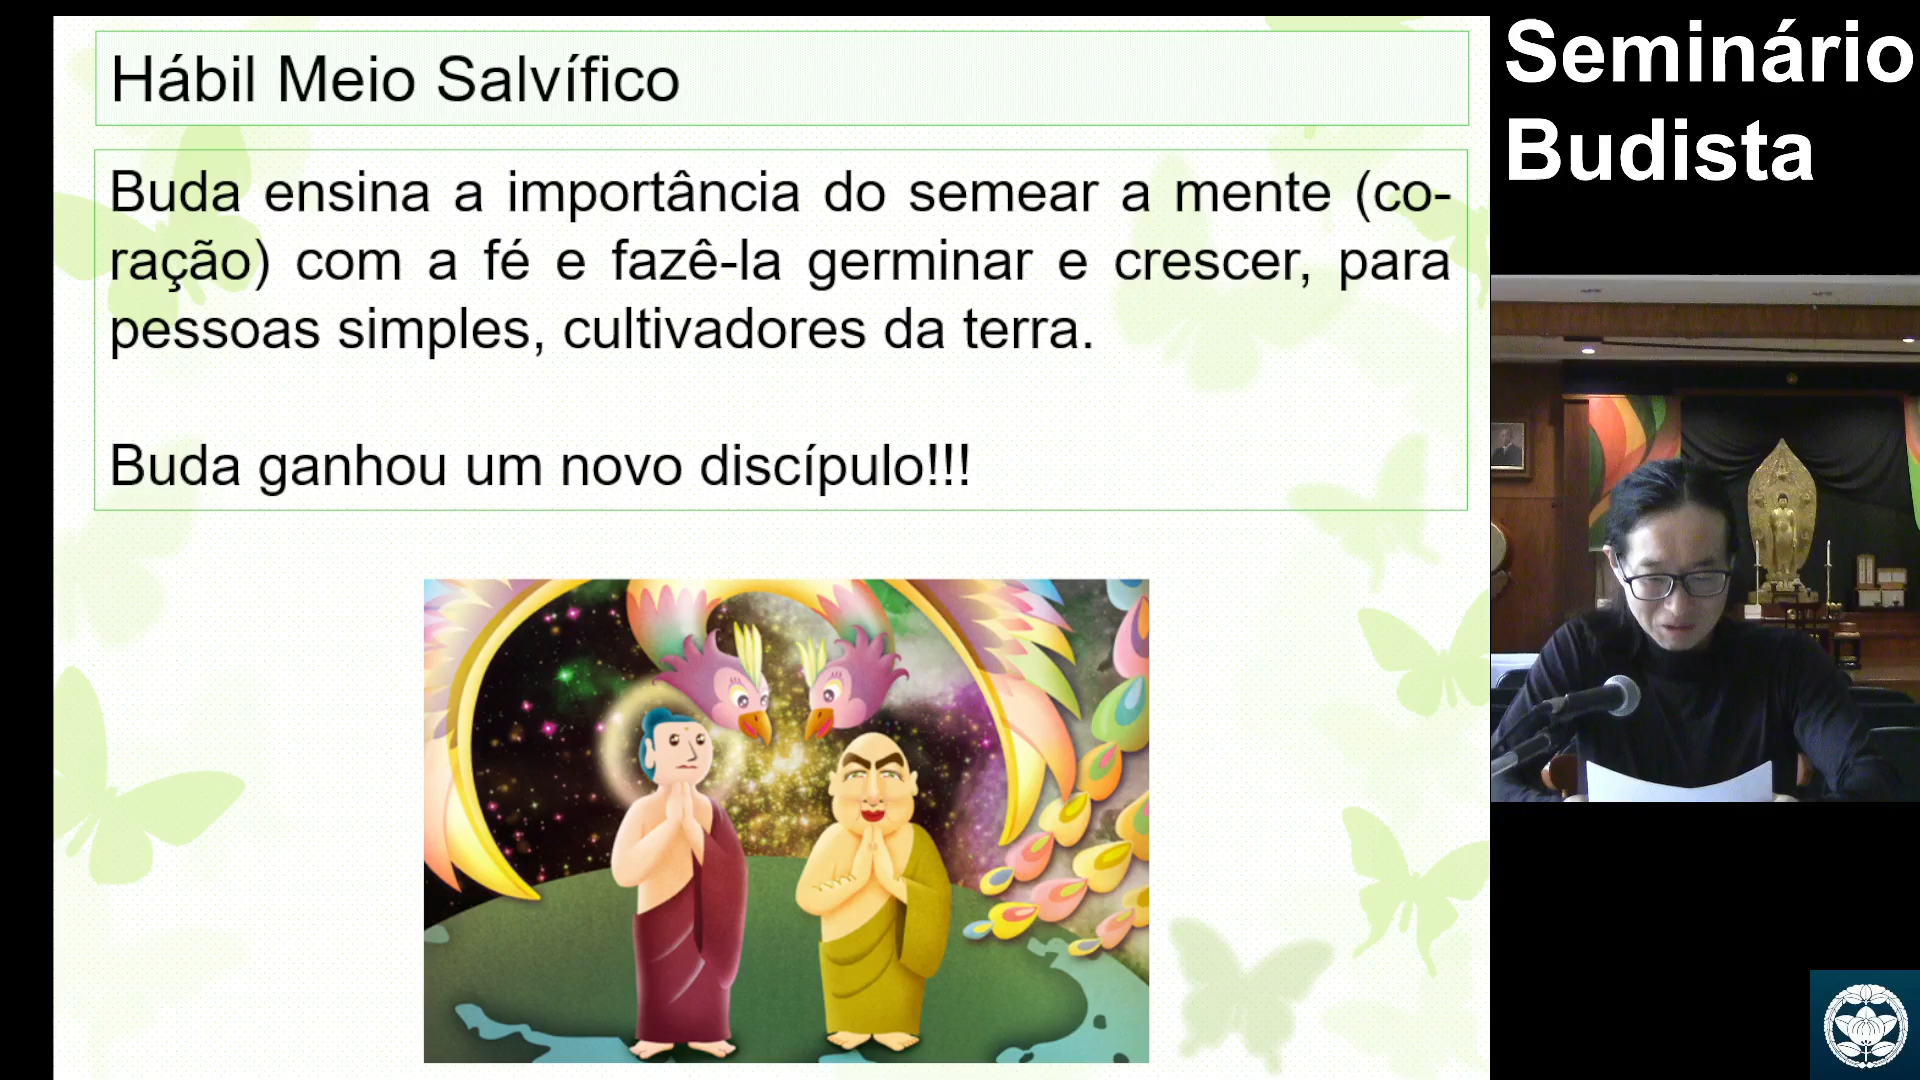 Hábil Meio Salvífico
Buda ensina a importância do semear a mente (co-
ração) com a fé e fazê-la germinar e crescer, para
pessoas simples, cultivadores da terra.
Buda ganhou um novo discípulo!!!
Seminário
Budista